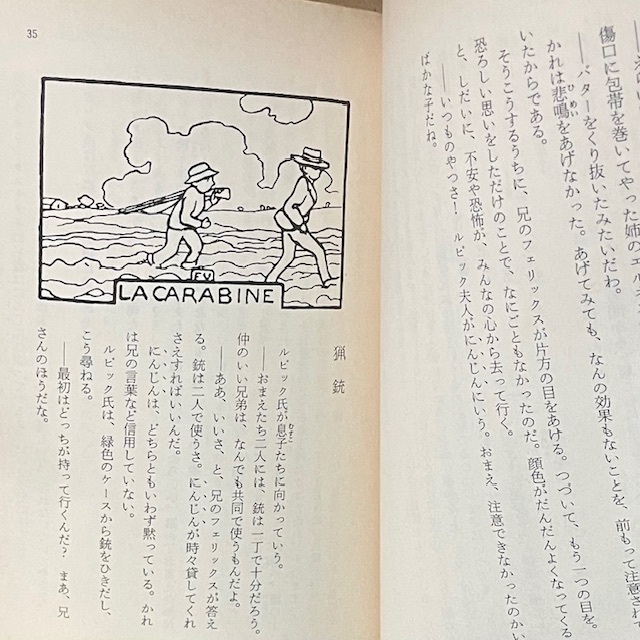 傷口に包帯を巻いてやった姉のエル
――バターをくり抜いたみたいだわ。
かれは悲鳴をあげなかった。あげてみても、なんの効果もないことを、前もって注意されて
いたからである。
そうこうするうちに、兄のフェリックスが片方の目をあける。つづいて、もう一つの目を。
恐ろしい思いをしただけのことで、なにごともなかったのだ。顔色がだんだんよくなってくる
と、しだいに、不安や恐怖が、みんなの心から去って行く。
――いつものやつさ! ルピック夫人がにんじんにいう。おまえ、注意できなかったのかい
ばかな子だね。
35
FV
LA CARABINE
猟銃
ルピック氏が息子たちに向かっていう。
――おまえたち二人には、銃は一丁で十分だろう。
仲のいい兄弟は、なんでも共同で使うもんだよ。
――ああ、いいさ、と、兄のフェリックスが答え
る。銃は二人で使うさ。にんじんが時々貸してくれ
さえすればいいんだ。
にんじんは、どちらともいわず黙っている。かれ
は兄の言葉など信用していない。
ルピック氏は、緑色のケースから銃をひきだし、
こう尋ねる。
――最初はどっちが持って行くんだ? まあ、兄
さんのほうだな。